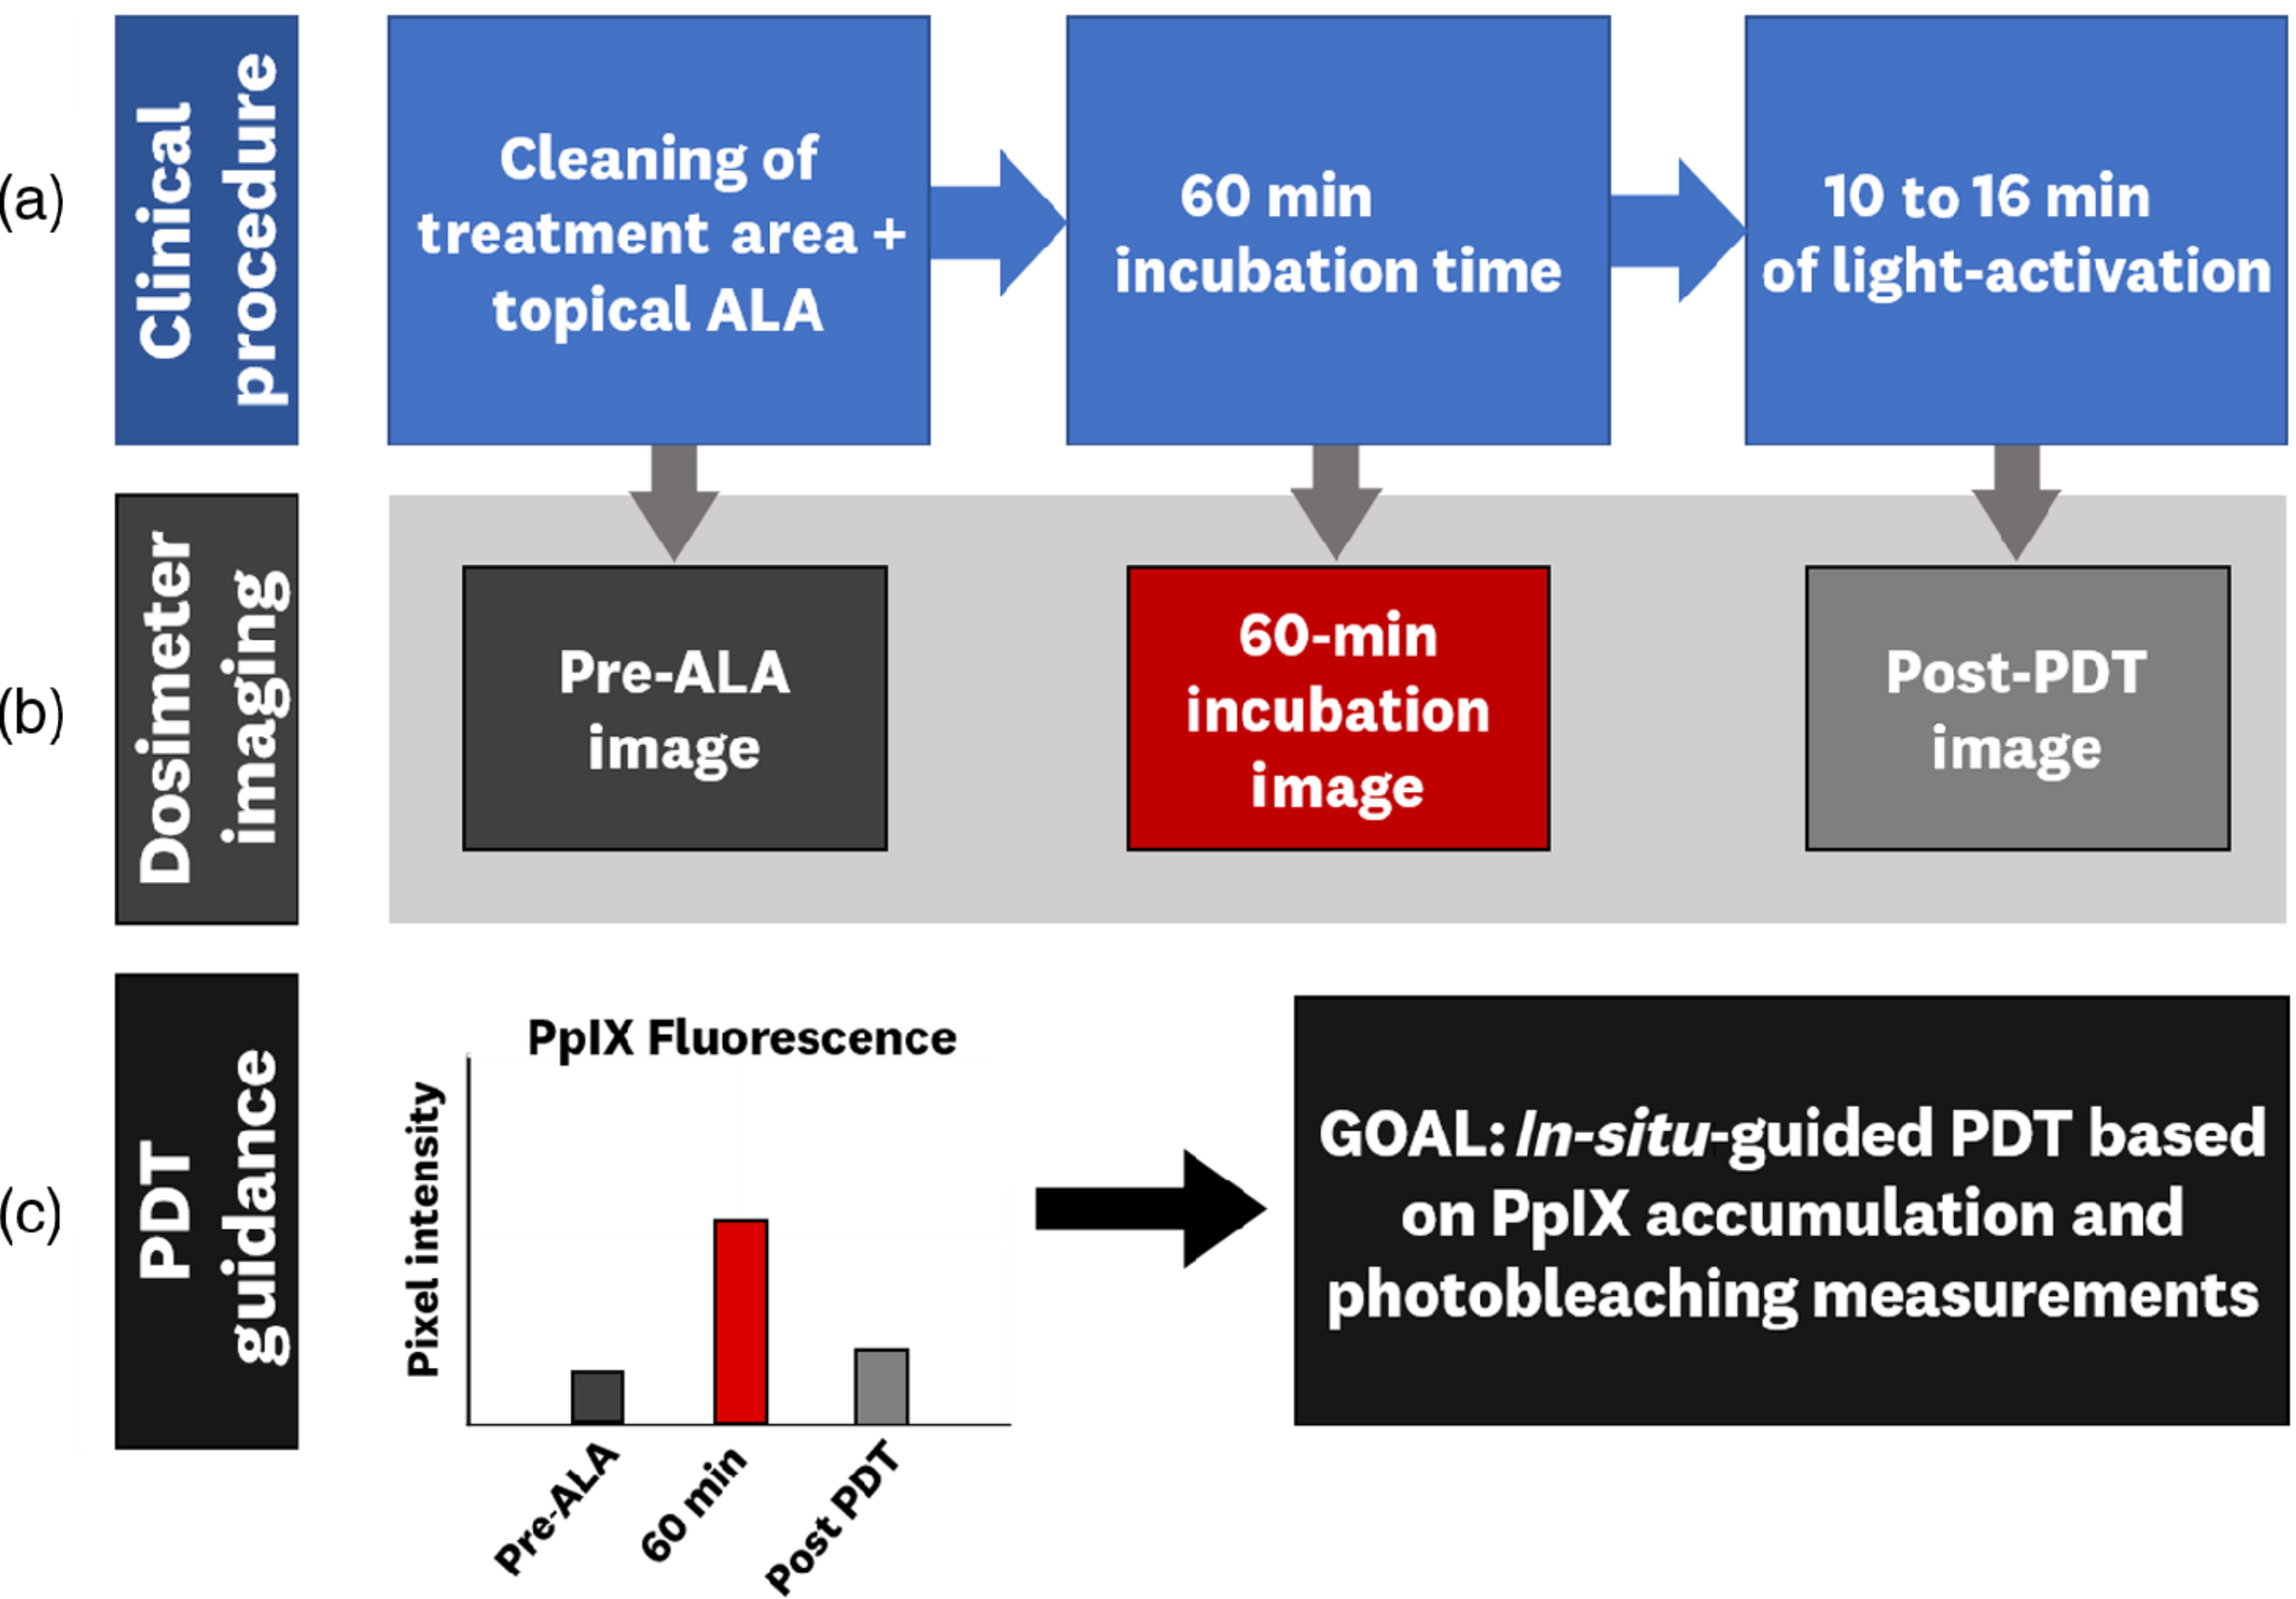 (a)
Clinical
procedure
Cleaning of
treatment area +
topical ALA
60 min
incubation time
10 to 16 min
of light-activation
(b)
Dosimeter
imaging
Pre-ALA
image
60-min
incubation
image
Post-PDT
image
(c)
PDT
guidance
PpIX Fluorescence
Pixel intensity
Pre-ALA
60 min
Post PDT
GOAL: In-situ-guided PDT based
on PpIX accumulation and
photobleaching measurements